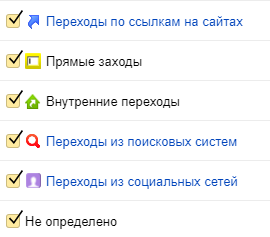 Переходы по ссылкам на сайтах
Прямые заходы
Внутренние переходы
Переходы из поисковых систем
Переходы из социальных сетей
Не определено